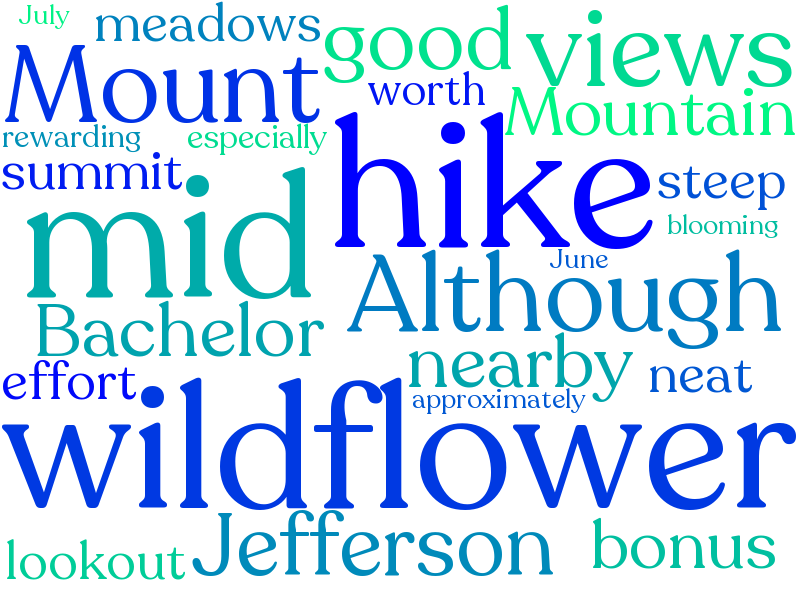 July
meadows
good
views
Mount
worth
Mountain
rewarding
especially
hike
summit
steep
mid
blooming
Although
June
Bachelor
nearby
effort
neat
approximately
wildflower
Jefferson
bonus
lookout